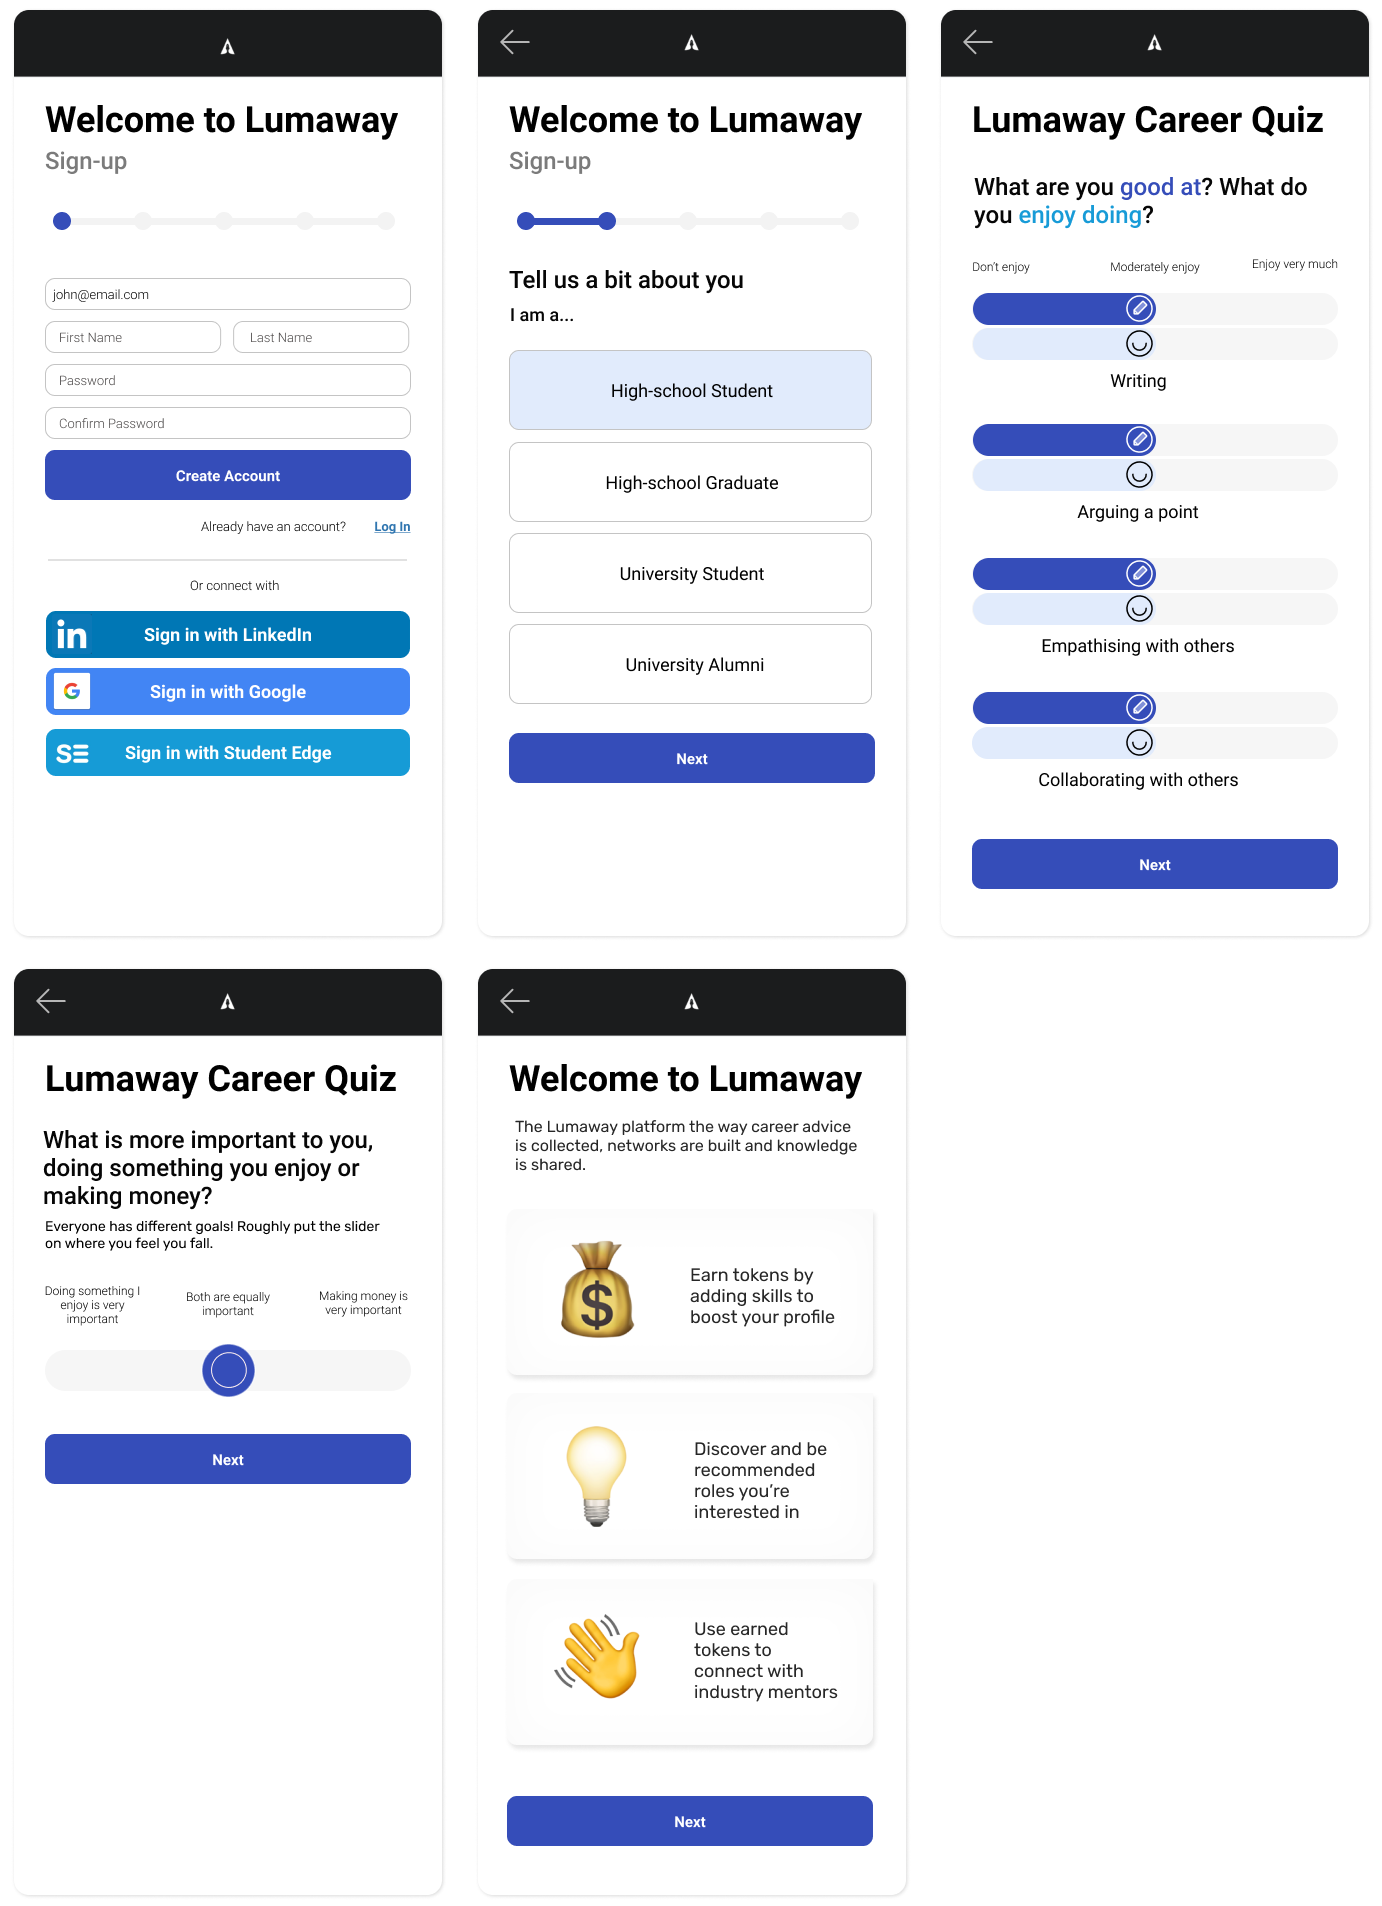 Welcome to Lumaway
Sign-up
john@email.com
First Name
Last Name
Password
Confirm Password
Create Account
Already have an account?
Log In
Or connect with
in
Sign in with LinkedIn
G
Sign in with Google
SE
Sign in with Student Edge
Welcome to Lumaway
Sign-up
Tell us a bit about you
I am a...
High-school Student
High-school Graduate
University Student
University Alumni
Next
Lumaway Career Quiz
What are you good at? What do
you enjoy doing?
Don't enjoy
Moderately enjoy
Enjoy very much
Writing
Arguing a point
Empathising with others
Collaborating with others
Next
Lumaway Career Quiz
What is more important to you,
doing something you enjoy or
making money?
Everyone has different goals! Roughly put the slider
on where you feel you fall.
Doing something I
enjoy is very
important
Both are equally
important
Making money is
very important
Next
Welcome to Lumaway
The Lumaway platform the way career advice
is collected, networks are built and knowledge
is shared.
$
Earn tokens by
adding skills to
boost your profile
Discover and be
recommended
roles you're
interested in
Use earned
tokens to
connect with
industry mentors
Next